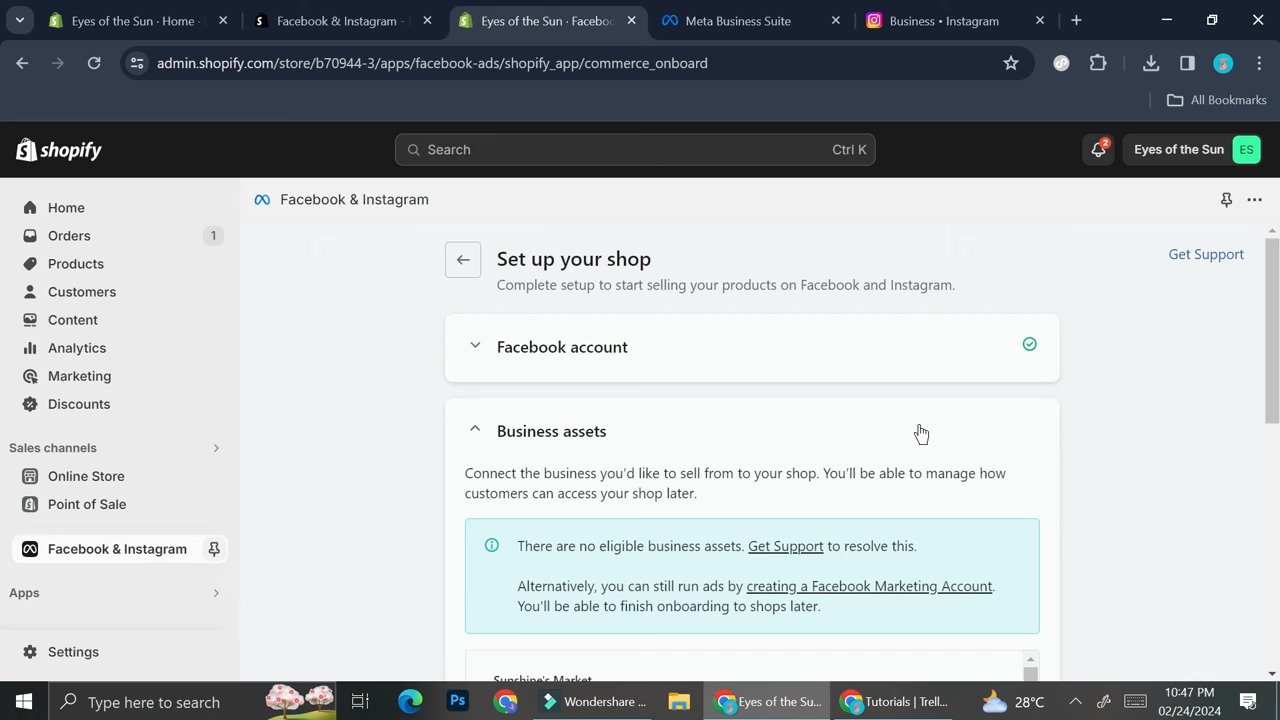 Eyes of the Sun - Home ·
Facebook & Instagram -
Eyes of the Sun · Faceboo
Meta Business Suite
Business • Instagram
admin.shopify.com/store/b70944-3/apps/facebook-ads/shopify_app/commerce_onboard
All Bookmarks
shopify
Search
Ctrl K
2
Eyes of the Sun
ES
Home
Orders
1
Products
Customers
Content
Analytics
Marketing
Discounts
Sales channels
Online Store
Point of Sale
Facebook & Instagram
Apps
Settings
Facebook & Instagram
Get Support
Set up your shop
Complete setup to start selling your products on Facebook and Instagram.
Facebook account
Business assets
Connect the business you'd like to sell from to your shop. You'll be able to manage how
customers can access your shop later.
There are no eligible business assets. Get Support to resolve this.
Alternatively, you can still run ads by creating a Facebook Marketing Account.
You'll be able to finish onboarding to shops later.
Sunshine's Market
Type here to search
Ps
Wondershare ...
Eyes of the Su...
Tutorials | Trell...
28°C
10:47 PM
02/24/2024